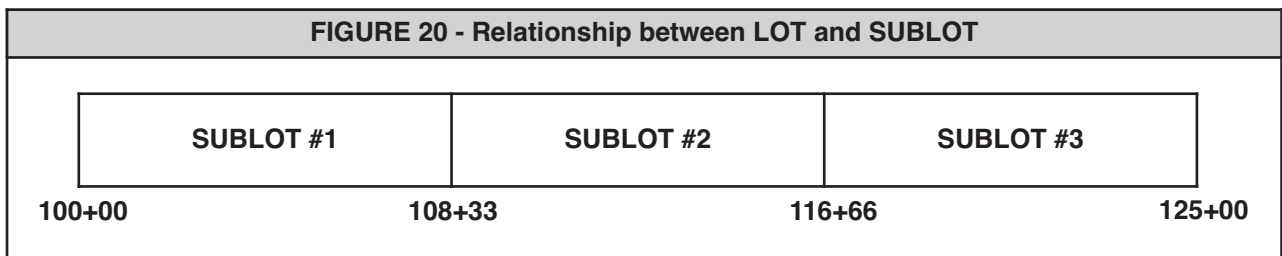 FIGURE 20 - Relationship between LOT and SUBLOT
SUBLOT #1 SUBLOT #2 SUBLOT #3
100+00 108+33 116+66 125+00